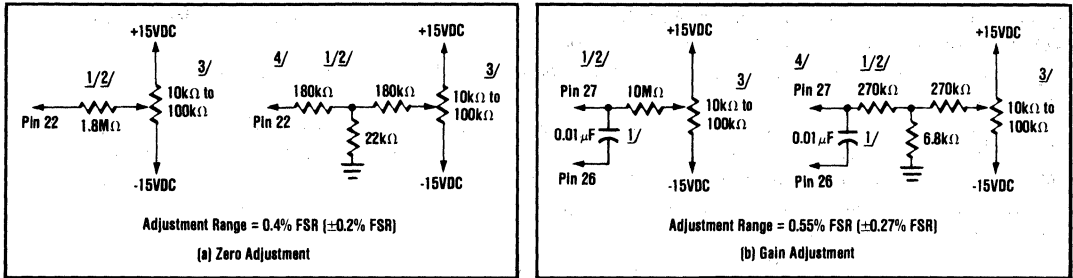 +15VDC
1/2/
3/
10kΩ to
100kΩ
Pin 22
1.8MΩ
-15VDC
+15VDC
4/
1/2/
3/
180kΩ
180kΩ
10kΩ to
100kΩ
Pin 22
22kΩ
-15VDC
Adjustment Range = 0.4% FSR (±0.2% FSR)
(a) Zero Adjustment
+15VDC
1/2/
3/
Pin 27
10MΩ
10kΩ to
100kΩ
0.01 μF
1/
Pin 26
-15VDC
+15VDC
4/
1/2/
3/
Pin 27
270kΩ
270kΩ
10kΩ to
100kΩ
0.01 μF
1/
6.8kΩ
Pin 26
-15VDC
Adjustment Range = 0.55% FSR (±0.27% FSR)
(b) Gain Adjustment